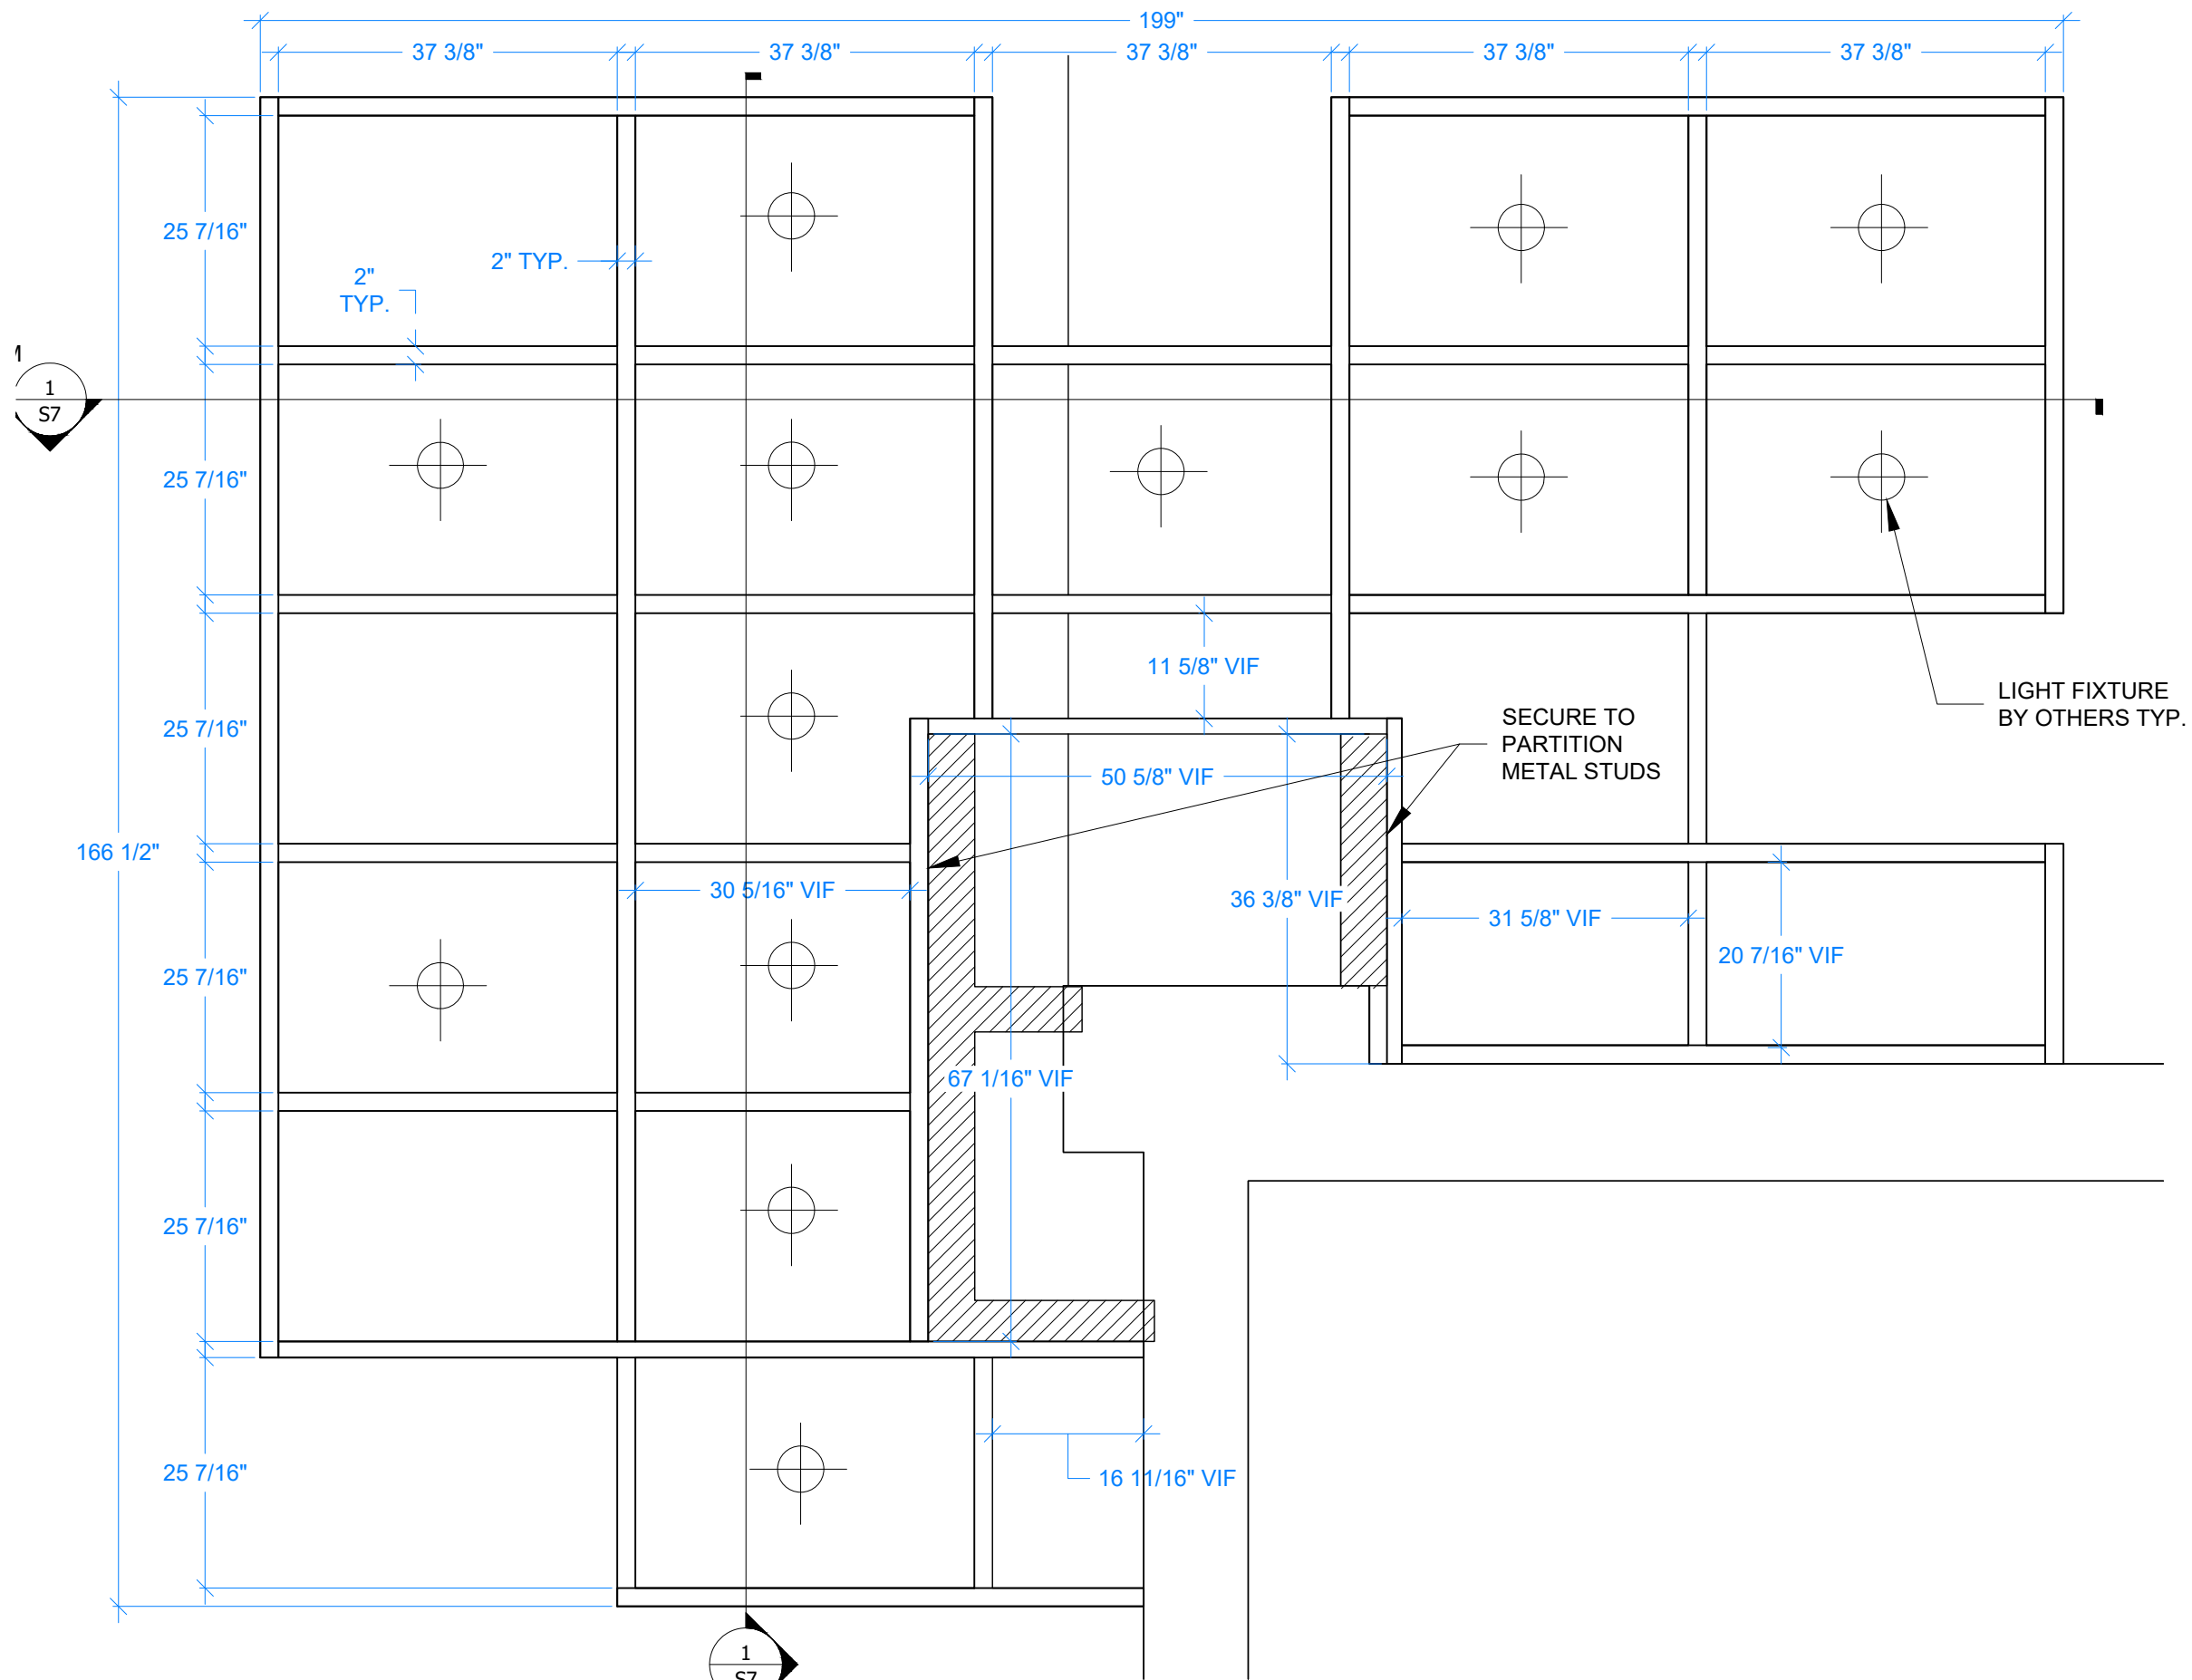 199"
37 3/8" 37 3/8" 37 3/8" 37 3/8" 37 3/8"
25 7/16"
2" TYP.
2"
TYP.
1
S7
25 7/16"
11 5/8" VIF
LIGHT FIXTURE
BY OTHERS TYP.
SECURE TO
PARTITION
METAL STUDS
25 7/16"
50 5/8" VIF
166 1/2"
30 5/16" VIF
36 3/8" VIF
31 5/8" VIF
20 7/16" VIF
25 7/16"
67 1/16" VIF
25 7/16"
25 7/16"
16 11/16" VIF
1
S7